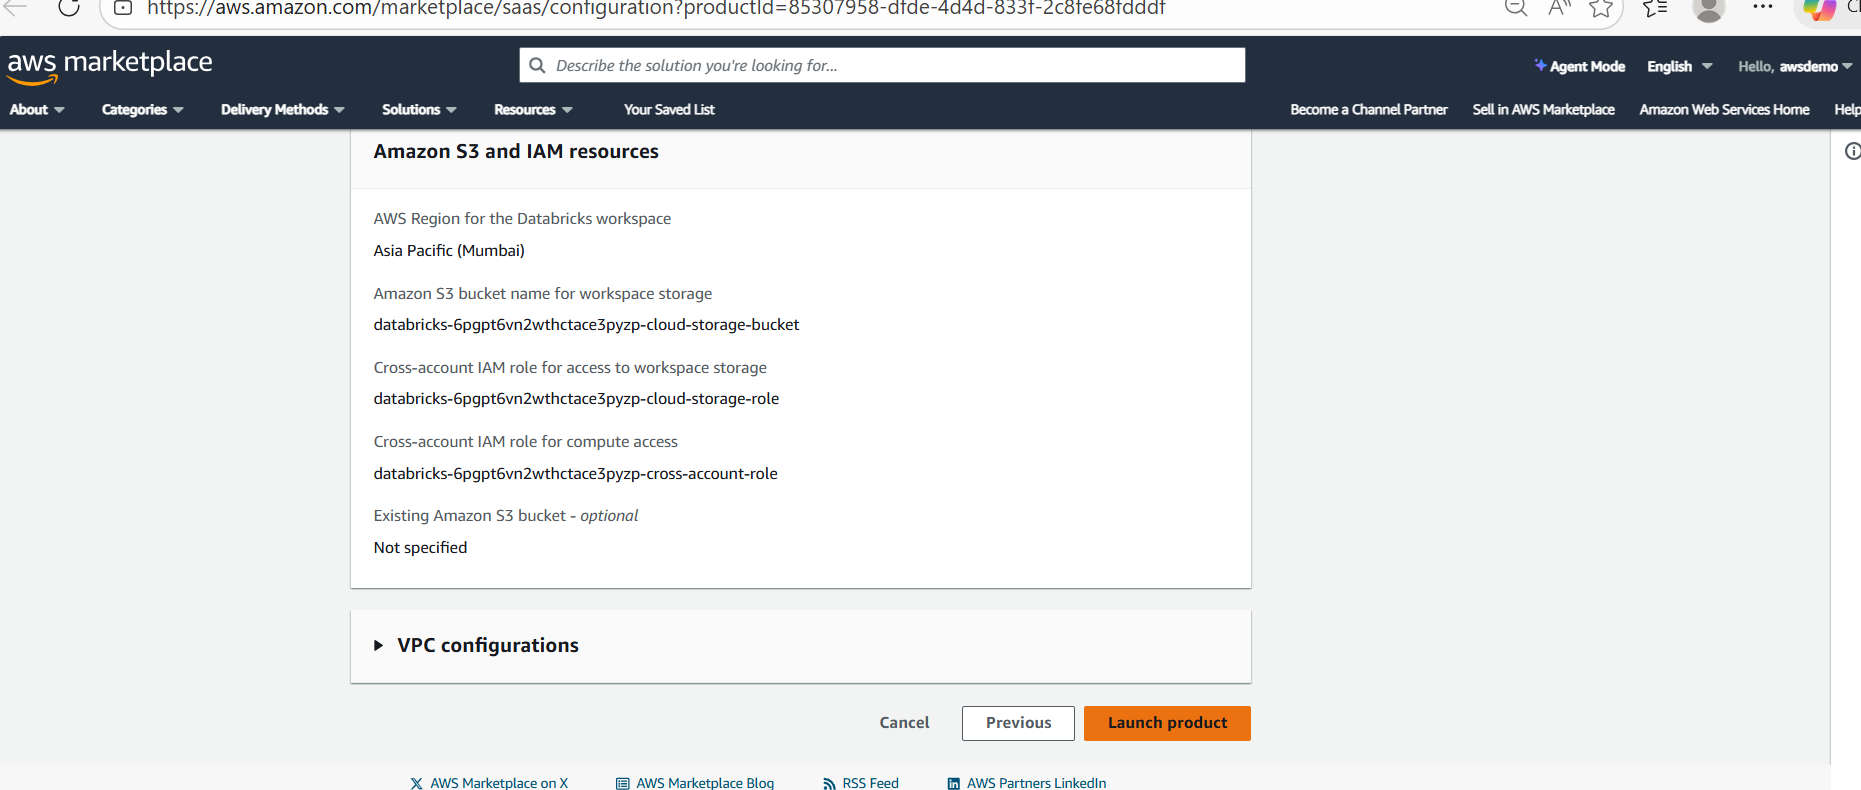 https://aws.amazon.com/marketplace/saas/configuration?productId=85307958-dfde-4d4d-833f-2c8fe68fdddf
aws marketplace
Describe the solution you're looking for...
Agent Mode
English
Hello, awsdemo
About
Categories
Delivery Methods
Solutions
Resources
Your Saved List
Become a Channel Partner
Sell in AWS Marketplace
Amazon Web Services Home
Help
Amazon S3 and IAM resources
AWS Region for the Databricks workspace
Asia Pacific (Mumbai)
Amazon S3 bucket name for workspace storage
databricks-6pgpt6vn2wthctace3pyzp-cloud-storage-bucket
Cross-account IAM role for access to workspace storage
databricks-6pgpt6vn2wthctace3pyzp-cloud-storage-role
Cross-account IAM role for compute access
databricks-6pgpt6vn2wthctace3pyzp-cross-account-role
Existing Amazon S3 bucket - optional
Not specified
VPC configurations
Cancel
Previous
Launch product
AWS Marketplace on X
AWS Marketplace Blog
RSS Feed
AWS Partners LinkedIn